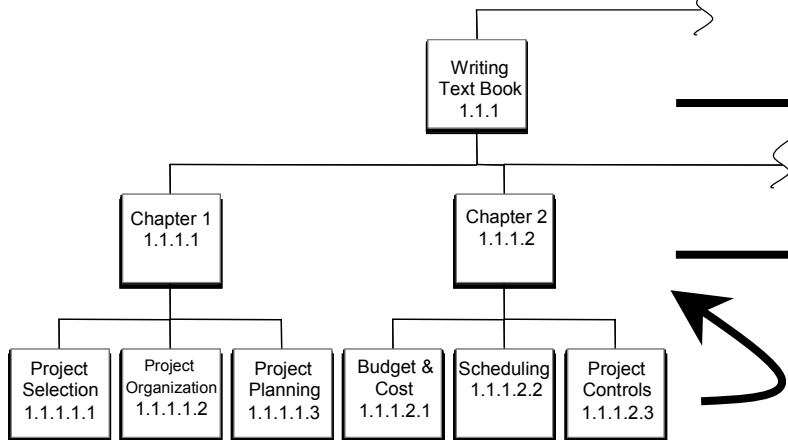 Writing
Text Book
1.1.1
Chapter 1
1.1.1.1
Chapter 2
1.1.1.2
Project
Selection
1.1.1.1.1
Project
Organization
1.1.1.1.2
Project
Planning
1.1.1.1.3
Budget &
Cost
1.1.1.2.1
Scheduling
1.1.1.2.2
Project
Controls
1.1.1.2.3